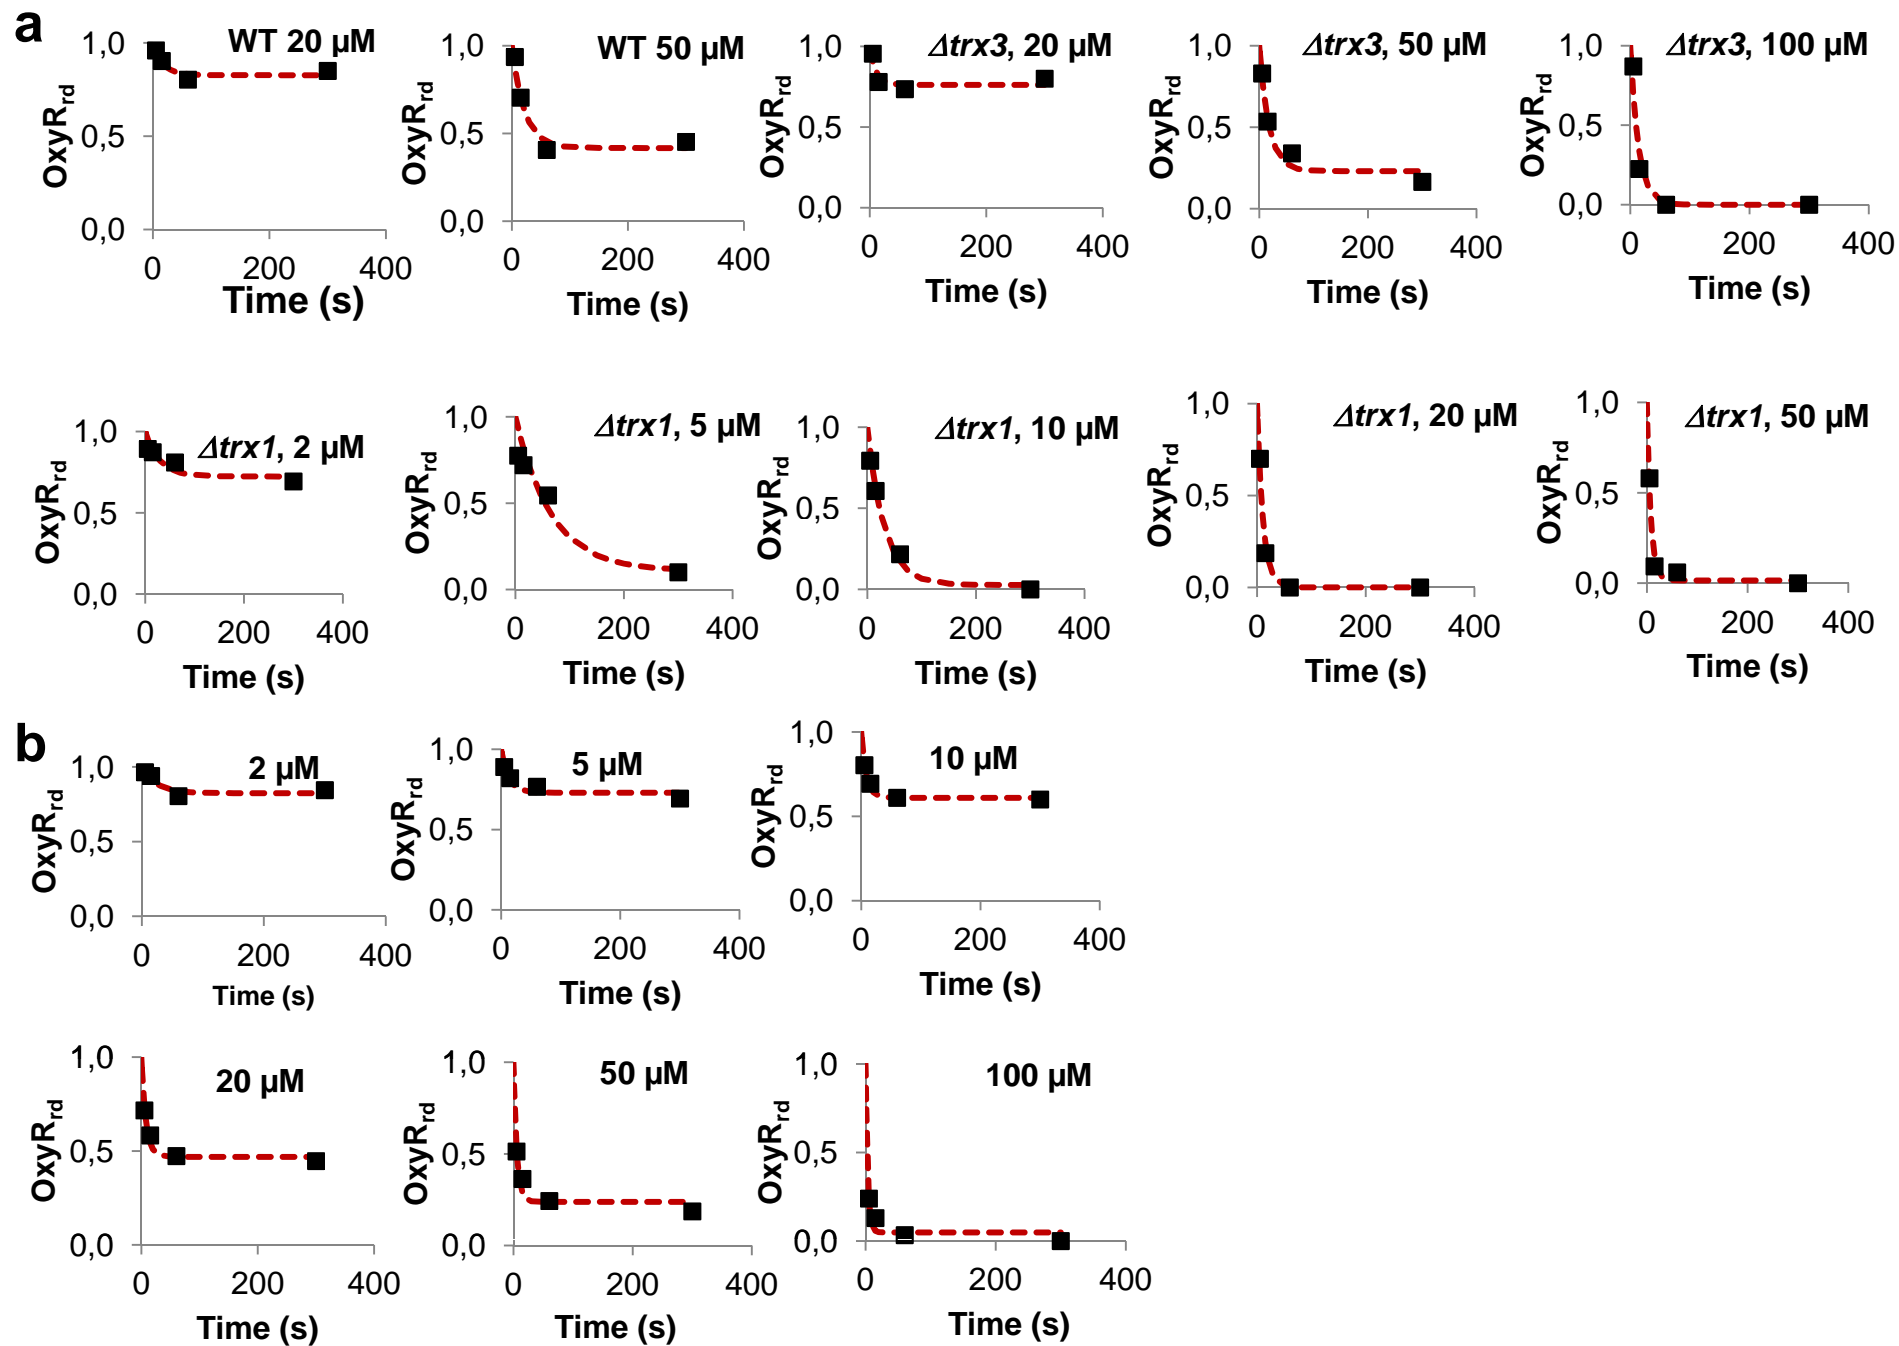 a
WT 20 µM
1,0
0,5
0,0
OxyRrd
0 200 400
Time (s)
WT 50 µM
1,0
0,5
0,0
OxyRrd
0 200 400
Time (s)
Δtrx3, 20 µM
1,0
0,5
0,0
OxyRrd
0 200 400
Time (s)
Δtrx3, 50 µM
1,0
0,5
0,0
OxyRrd
0 200 400
Time (s)
Δtrx3, 100 µM
1,0
0,5
0,0
OxyRrd
0 200 400
Time (s)
Δtrx1, 2 µM
1,0
0,5
0,0
OxyRrd
0 200 400
Time (s)
Δtrx1, 5 µM
1,0
0,5
0,0
OxyRrd
0 200 400
Time (s)
Δtrx1, 10 µM
1,0
0,5
0,0
OxyRrd
0 200 400
Time (s)
Δtrx1, 20 µM
1,0
0,5
0,0
OxyRrd
0 200 400
Time (s)
Δtrx1, 50 µM
1,0
0,5
0,0
OxyRrd
0 200 400
Time (s)
b
2 µM
1,0
0,5
0,0
OxyRrd
0 200 400
Time (s)
5 µM
1,0
0,5
0,0
OxyRrd
0 200 400
Time (s)
10 µM
1,0
0,5
0,0
OxyRrd
0 200 400
Time (s)
20 µM
1,0
0,5
0,0
OxyRrd
0 200 400
Time (s)
50 µM
1,0
0,5
0,0
OxyRrd
0 200 400
Time (s)
100 µM
1,0
0,5
0,0
OxyRrd
0 200 400
Time (s)